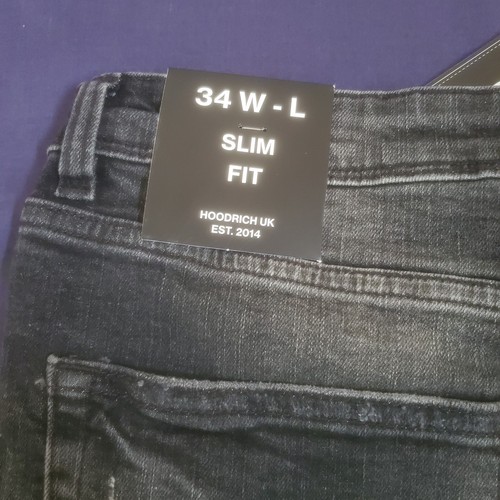 34 W - L
SLIM
FIT
HOODRICH UK
EST. 2014